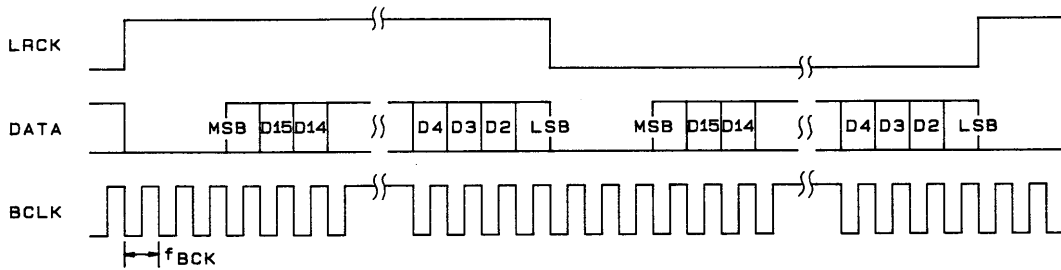 LRCK
DATA MSB D15 D14 D4 D3 D2 LSB MSB D15 D14 D4 D3 D2 LSB
BCLK
fBCK